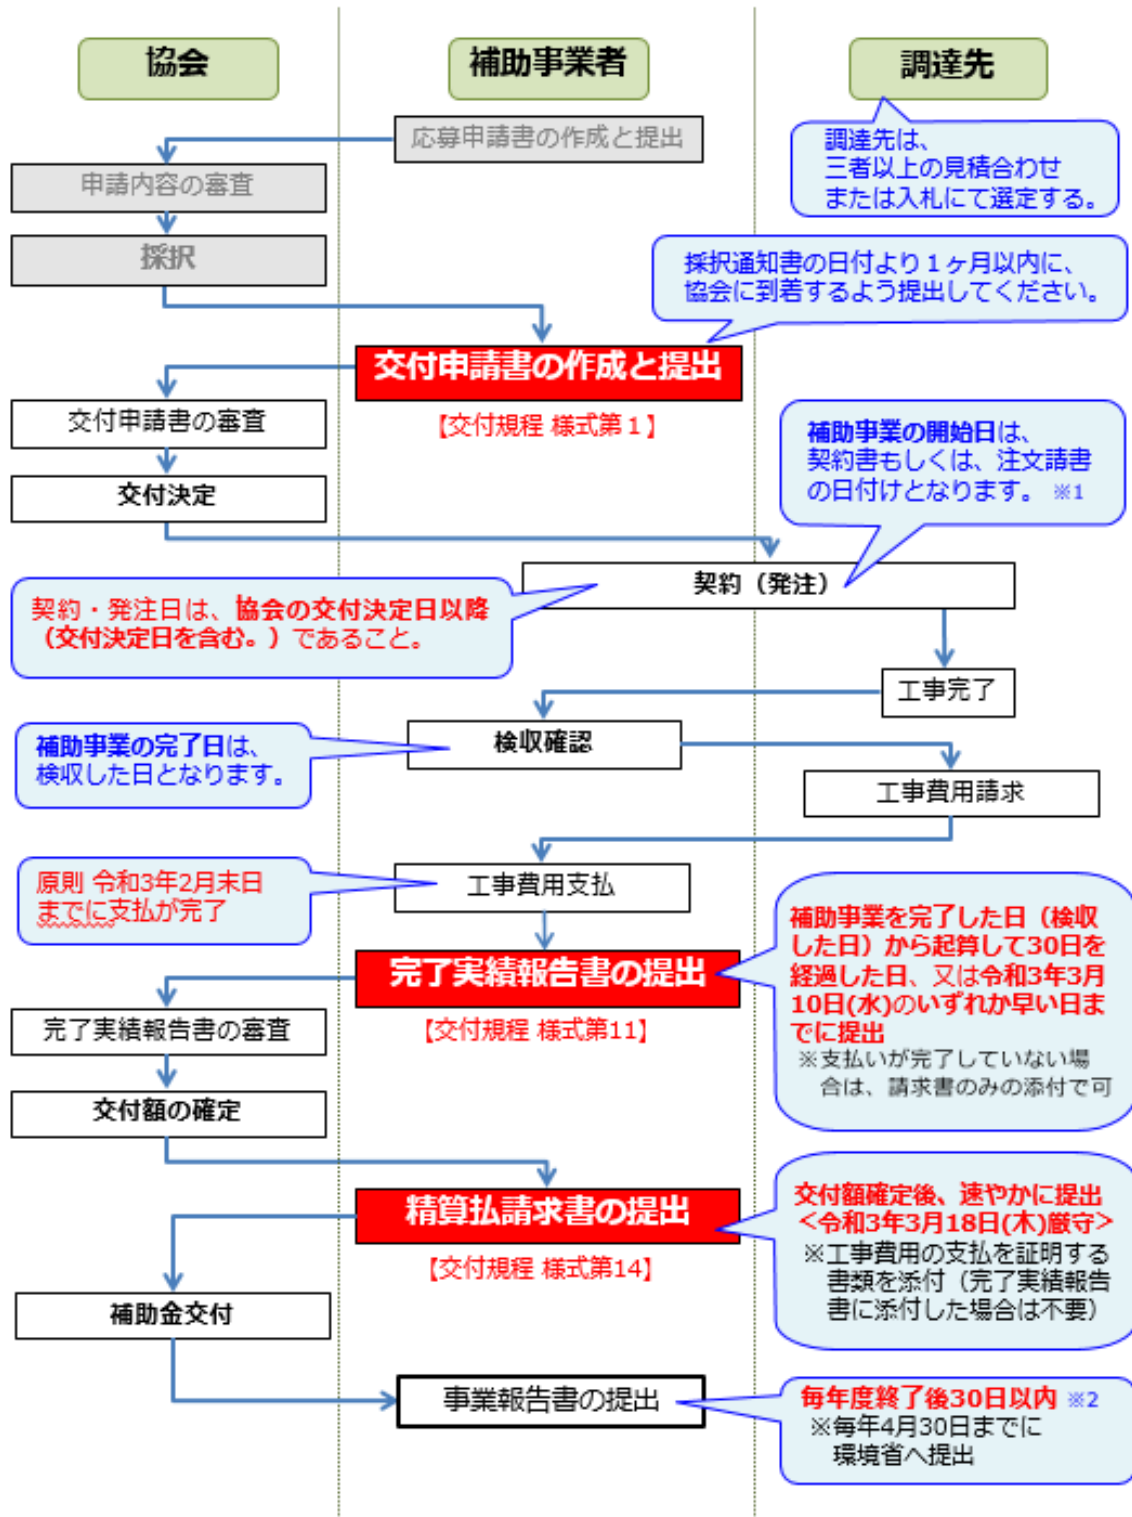 協会
補助事業者
調達先
応募申請書の作成と提出
調達先は、
三者以上の見積合わせ
または入札にて選定する。
申請内容の審査
採択
採択通知書の日付より１ヶ月以内に、
協会に到着するよう提出してください。
交付申請書の作成と提出
【交付規程 様式第１】
交付申請書の審査
補助事業の開始日は、
契約書もしくは、注文請書
の日付けとなります。 ※1
交付決定
契約（発注）
契約・発注日は、協会の交付決定日以降
（交付決定日を含む。）であること。
工事完了
検収確認
補助事業の完了日は、
検収した日となります。
工事費用請求
原則 令和3年2月末日
までに支払が完了
工事費用支払
補助事業を完了した日（検収
した日）から起算して30日を
経過した日、又は令和3年3月
10日(水)のいずれか早い日ま
でに提出
※支払いが完了していない場
合は、請求書のみの添付で可
完了実績報告書の提出
【交付規程 様式第11】
完了実績報告書の審査
交付額の確定
精算払請求書の提出
【交付規程 様式第14】
交付額確定後、速やかに提出
＜令和3年3月18日(木)厳守＞
※工事費用の支払を証明する
書類を添付（完了実績報告
書に添付した場合は不要）
補助金交付
事業報告書の提出
毎年度終了後30日以内 ※2
※毎年4月30日までに
環境省へ提出